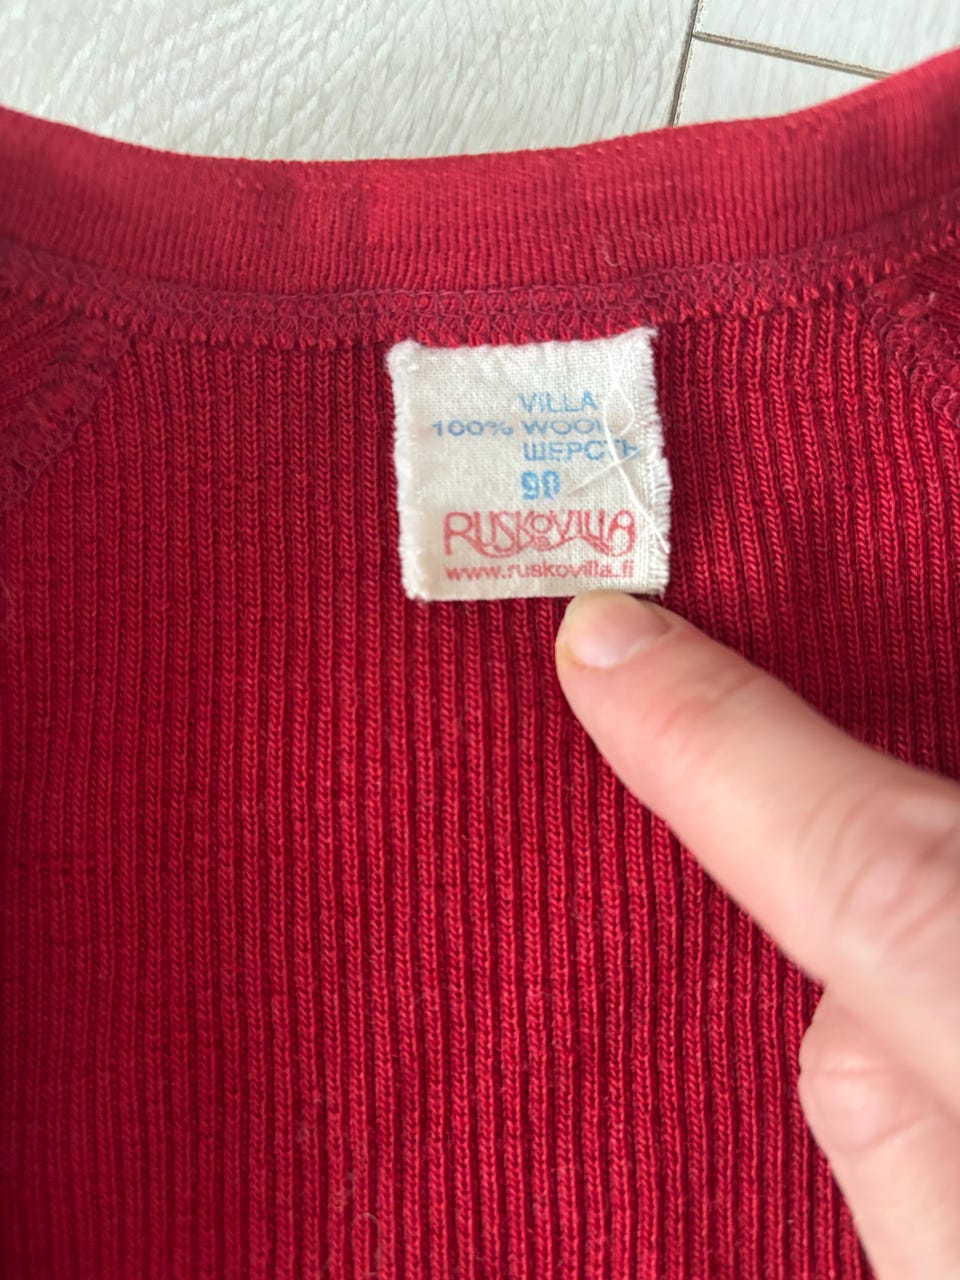 VILLA
100% WOOL
ШЕРСТЬ
90
RUSKOVILLA
www.ruskovilla.fi